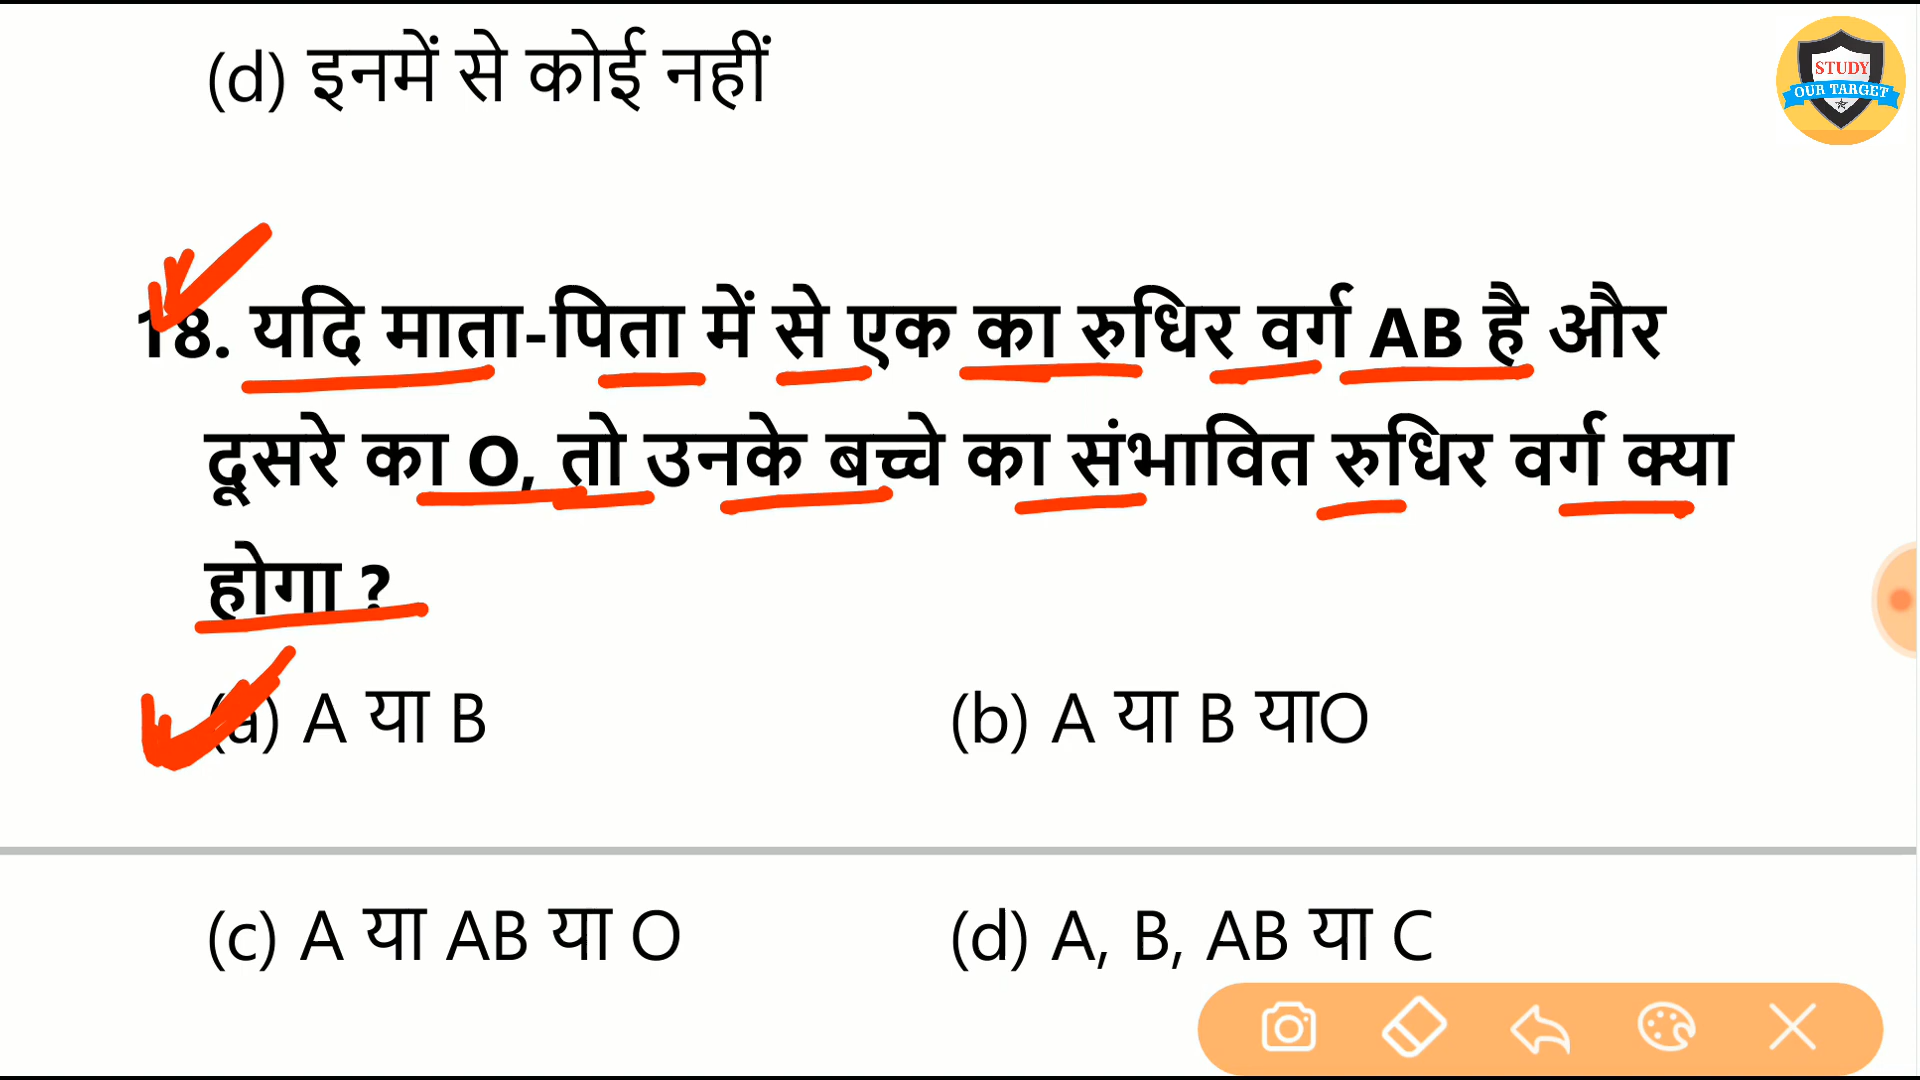 (d) इनमें से कोई नहीं
STUDY
OUR TARGET
18. यदि माता-पिता में से एक का रुधिर वर्ग AB है और
दूसरे का O, तो उनके बच्चे का संभावित रुधिर वर्ग क्या
होगा ?
(a) A या B (b) A या B याO
(c) A या AB या O (d) A, B, AB या C